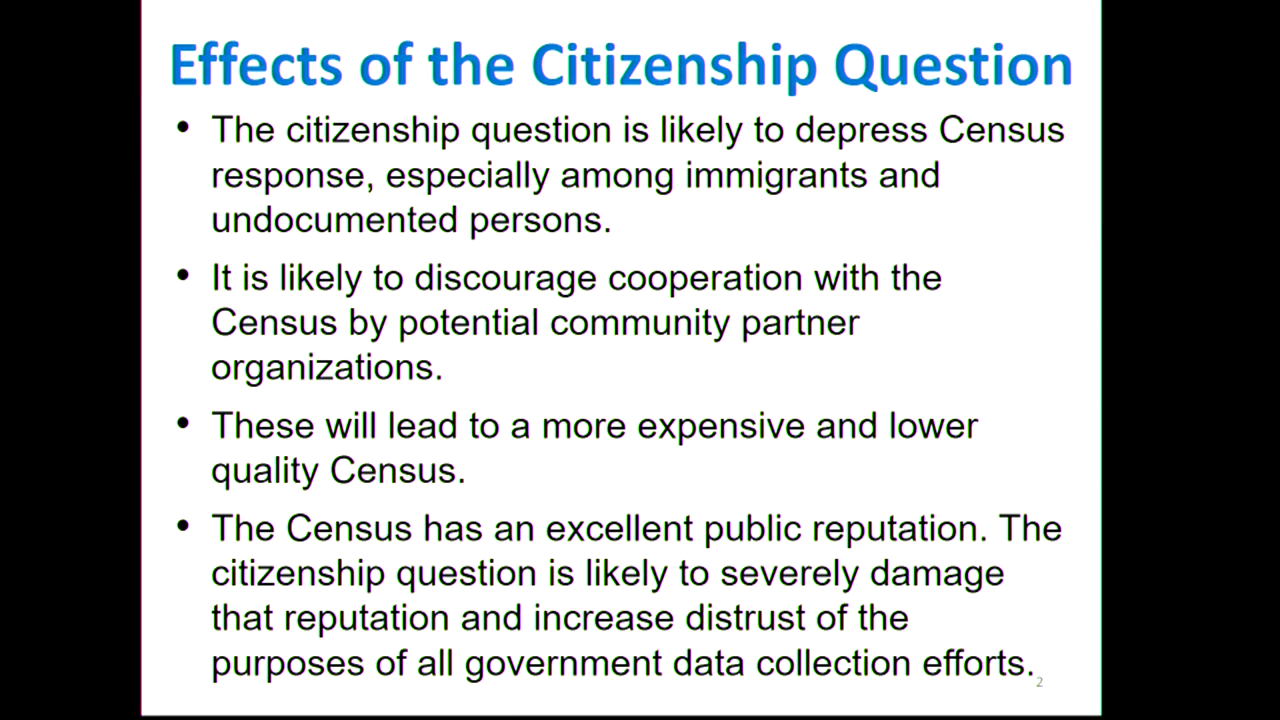 Effects of the Citizenship Question
• The citizenship question is likely to depress Census
response, especially among immigrants and
undocumented persons.
• It is likely to discourage cooperation with the
Census by potential community partner
organizations.
• These will lead to a more expensive and lower
quality Census.
• The Census has an excellent public reputation. The
citizenship question is likely to severely damage
that reputation and increase distrust of the
purposes of all government data collection efforts.
2